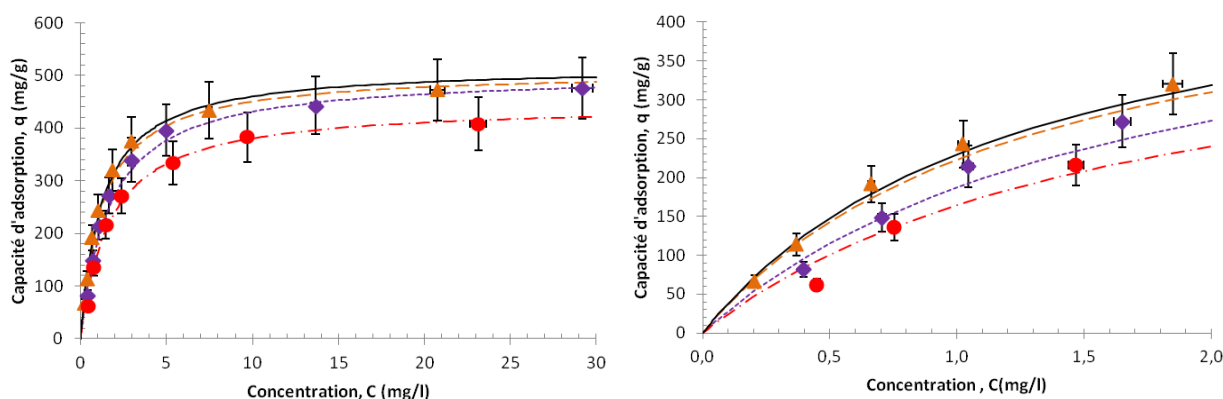 Capacité d'adsorption, q (mg/g)
600
500
400
300
200
100
0
0 5 10 15 20 25 30
Concentration, C (mg/l)
Capacité d'adsorption, q (mg/g)
400
350
300
250
200
150
100
50
0
0,0 0,5 1,0 1,5 2,0
Concentration , C(mg/l)